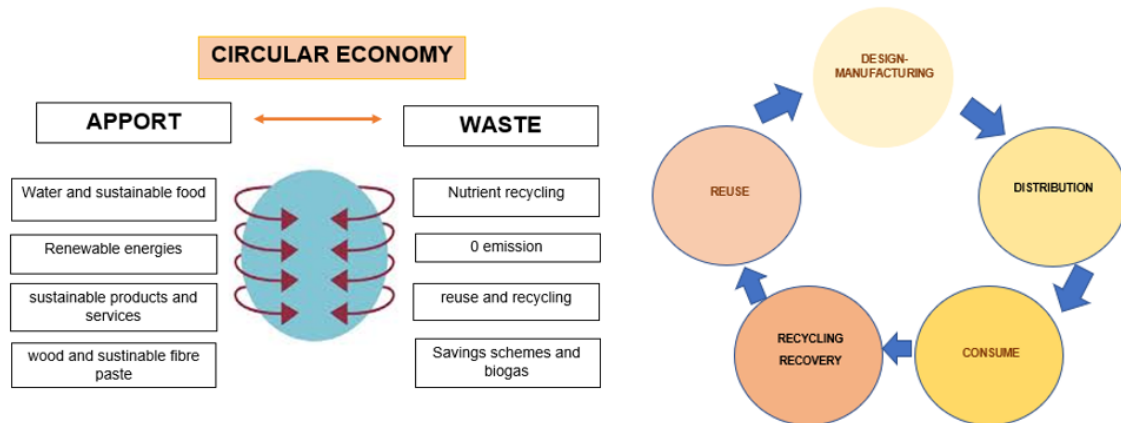 CIRCULAR ECONOMY
APPORT
WASTE
Water and sustainable food
Nutrient recycling
Renewable energies
0 emission
sustainable products and
services
reuse and recycling
wood and sustinable fibre
paste
Savings schemes and
biogas
DESIGN-
MANUFACTURING
DISTRIBUTION
CONSUME
RECYCLING
RECOVERY
REUSE